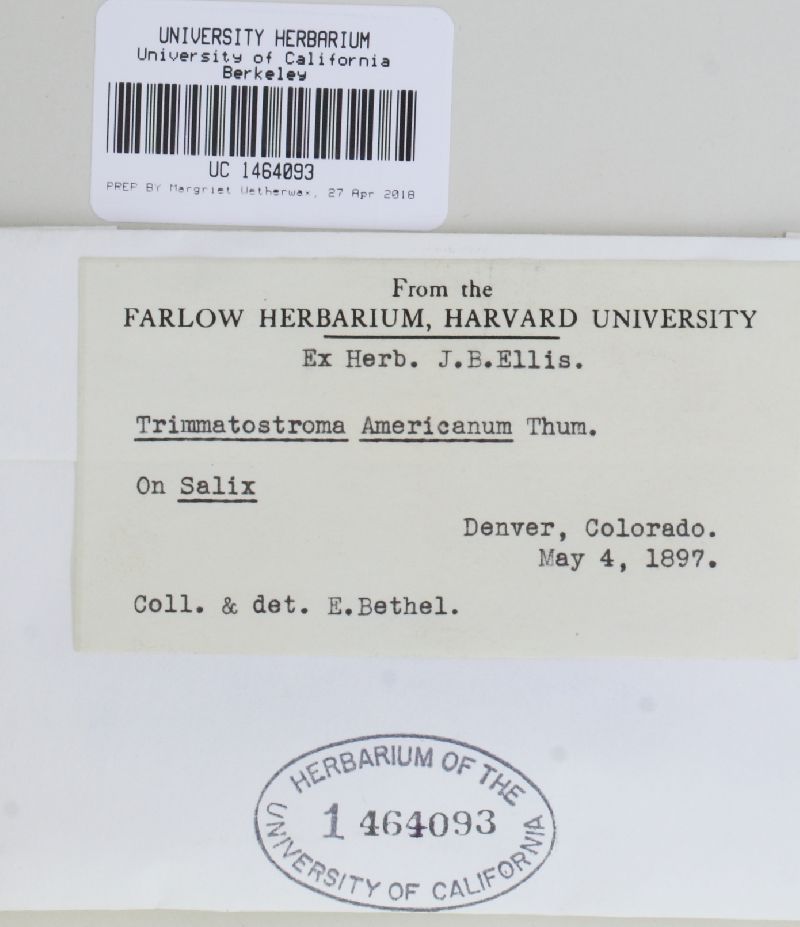 UNIVERSITY HERBARIUM
University of California
Berkeley
UC 1464093
PREP BY Margriet Wetherwax, 27 Apr 2018
From the
FARLOW HERBARIUM, HARVARD UNIVERSITY
Ex Herb. J.B.Ellis.
Trimmatostroma Americanum Thum.
On Salix
Denver, Colorado.
May 4, 1897.
Coll. & det. E.Bethel.
HERBARIUM OF THE
1 464093
UNIVERSITY OF CALIFORNIA